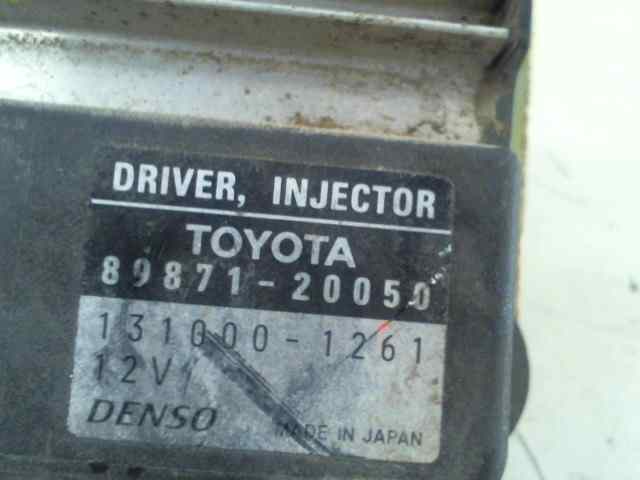 DRIVER, INJECTOR
TOYOTA
89871-20050
131000-1261
12V
DENSO
MADE IN JAPAN